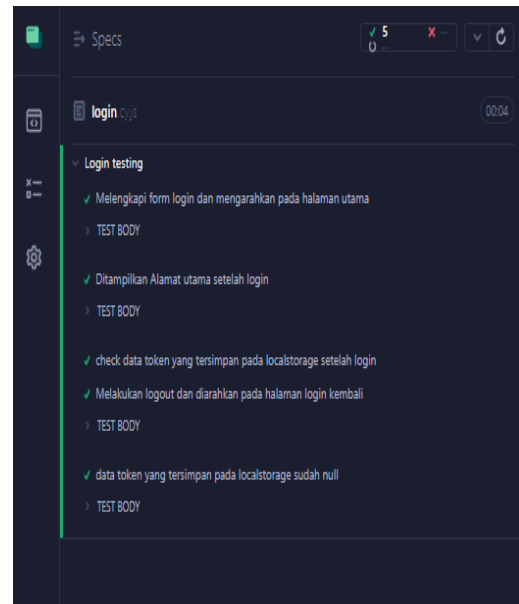 Specs
✓ 5 ✗ --
--
login.cy.js 00:04
Login testing
✓ Melengkapi form login dan mengarahkan pada halaman utama
> TEST BODY
✓ Ditampilkan Alamat utama setelah login
> TEST BODY
✓ check data token yang tersimpan pada localstorage setelah login
✓ Melakukan logout dan diarahkan pada halaman login kembali
> TEST BODY
✓ data token yang tersimpan pada localstorage sudah null
> TEST BODY